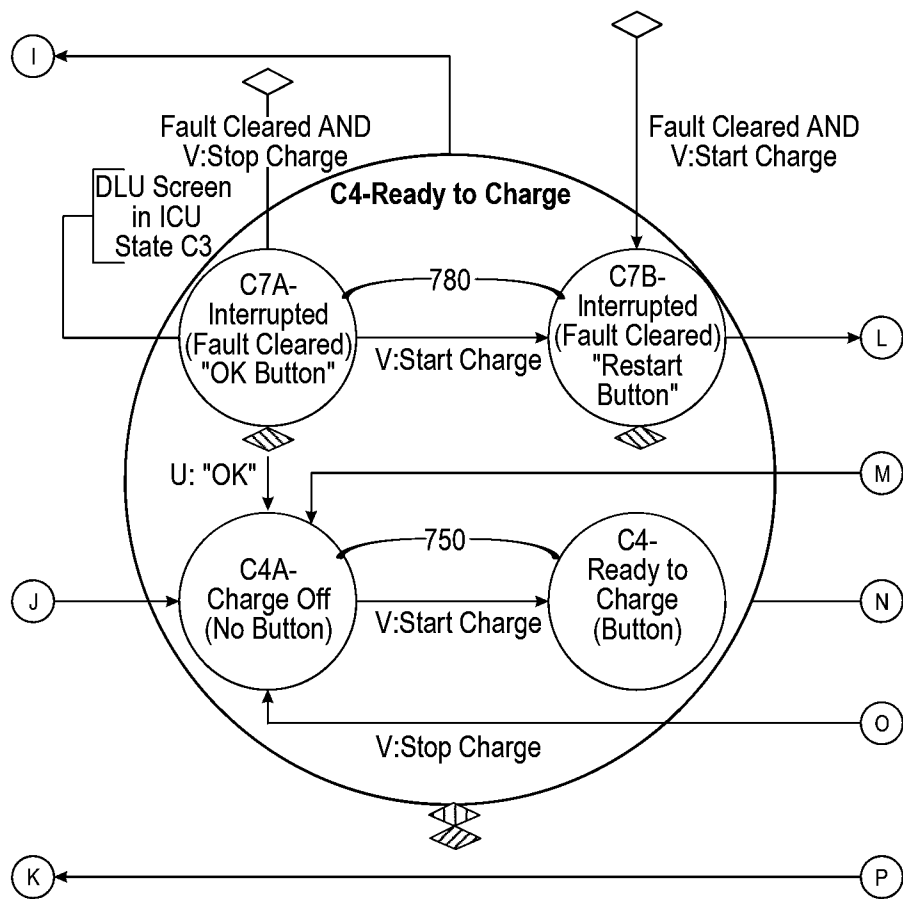 I
Fault Cleared AND
V:Stop Charge
Fault Cleared AND
V:Start Charge
DLU Screen
in ICU
State C3
C4-Ready to Charge
C7A-
Interrupted
(Fault Cleared)
"OK Button"
780
V:Start Charge
C7B-
Interrupted
(Fault Cleared)
"Restart
Button"
L
U: "OK"
M
J
C4A-
Charge Off
(No Button)
750
V:Start Charge
C4-
Ready to
Charge
(Button)
N
V:Stop Charge
O
K
P